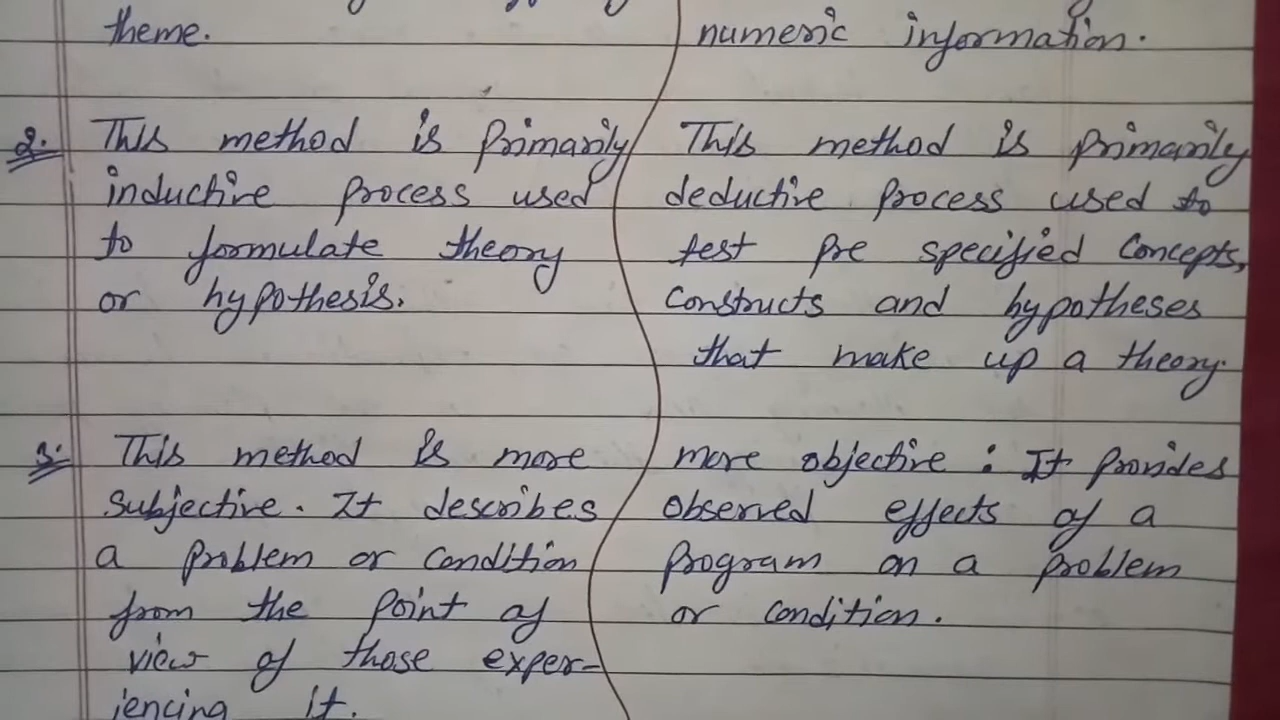 theme.
numeric information.
2. This method is primarily
inductive process used
to formulate theory
or hypothesis.
This method is primarily
deductive process used to
test pre specified concepts,
constructs and hypotheses
that make up a theory.
3. This method is more
subjective. It describes
a problem or condition
from the point of
view of those exper-
iencing it.
more objective : It provides
observed effects of a
program on a problem
or condition.